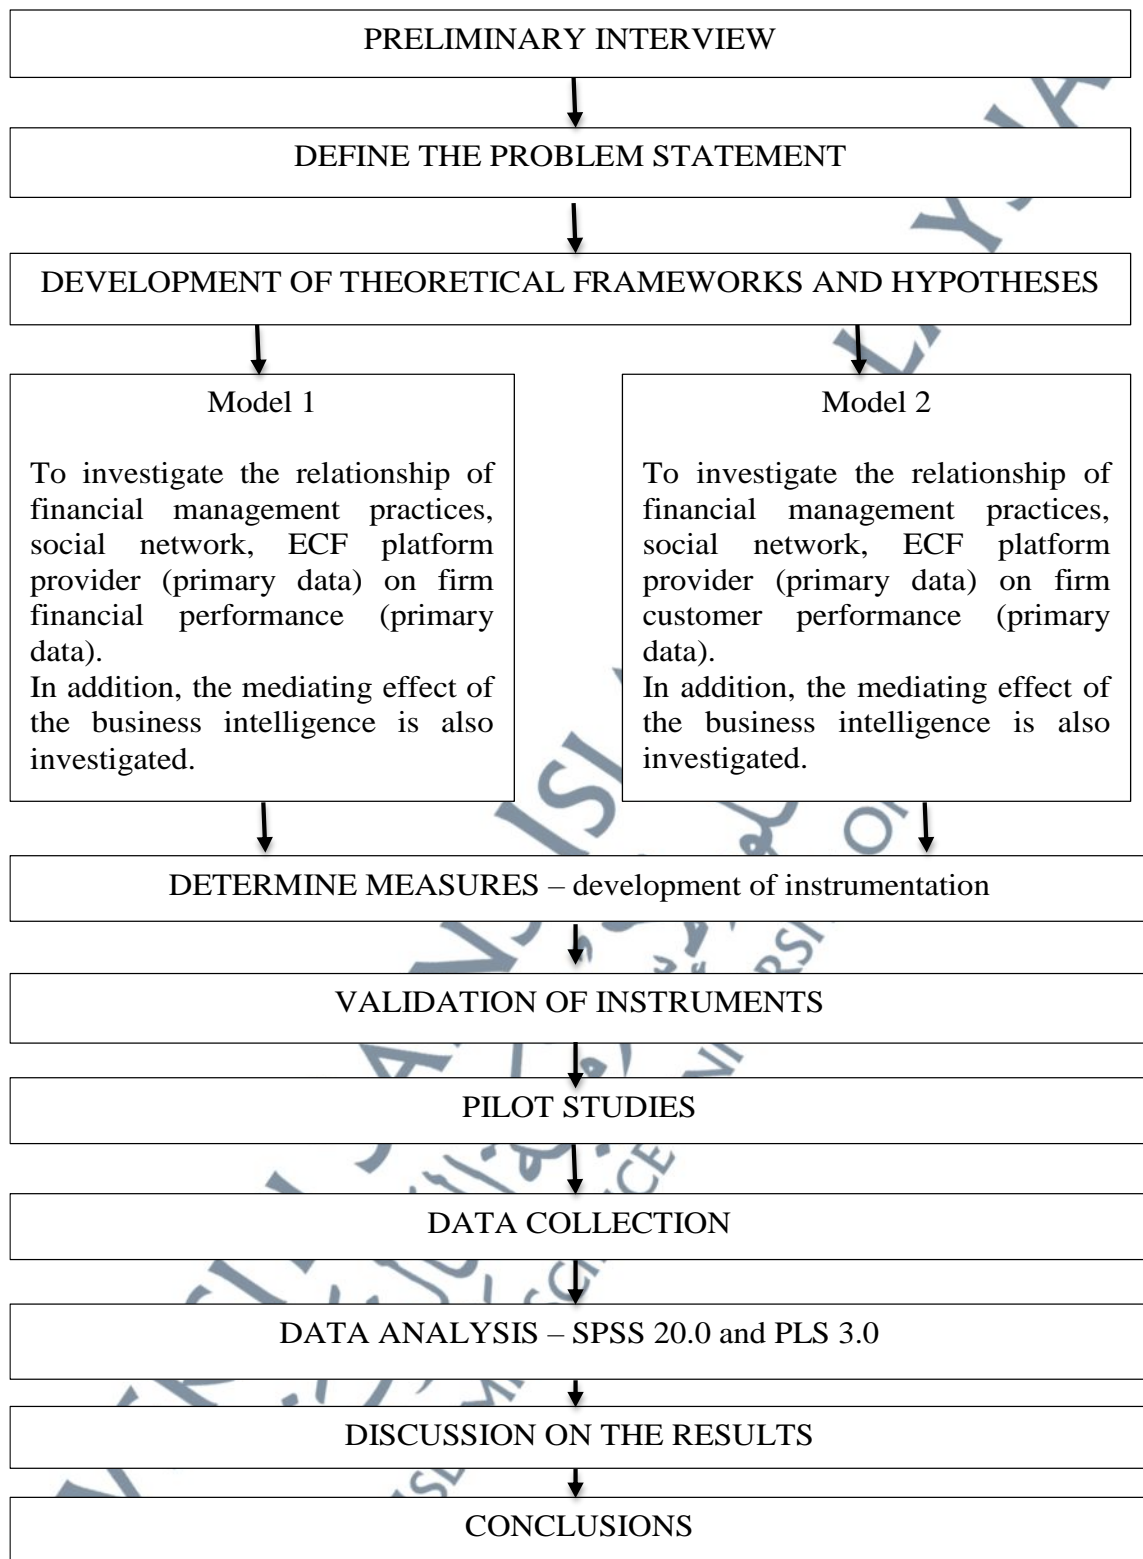 PRELIMINARY INTERVIEW
DEFINE THE PROBLEM STATEMENT
DEVELOPMENT OF THEORETICAL FRAMEWORKS AND HYPOTHESES
Model 1
To investigate the relationship of
financial management practices,
social network, ECF platform
provider (primary data) on firm
financial performance (primary
data).
In addition, the mediating effect of
the business intelligence is also
investigated.
Model 2
To investigate the relationship of
financial management practices,
social network, ECF platform
provider (primary data) on firm
customer performance (primary
data).
In addition, the mediating effect of
the business intelligence is also
investigated.
DETERMINE MEASURES – development of instrumentation
VALIDATION OF INSTRUMENTS
PILOT STUDIES
DATA COLLECTION
DATA ANALYSIS – SPSS 20.0 and PLS 3.0
DISCUSSION ON THE RESULTS
CONCLUSIONS